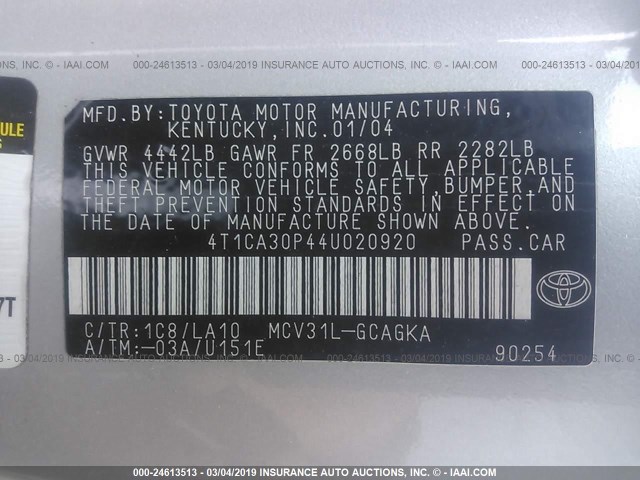 000-24613513 - 03/04/2019 INSURANCE AUTO AUCTIONS, INC. - © IAAI.COM
ULE
S
MFD.BY:TOYOTA MOTOR MANUFACTURING,
KENTUCKY,INC.01/04
GVWR 4442LB GAWR FR 2668LB RR 2282LB
THIS VEHICLE CONFORMS TO ALL APPLICABLE
FEDERAL MOTOR VEHICLE SAFETY,BUMPER,AND
THEFT PREVENTION STANDARDS IN EFFECT ON
THE DATE OF MANUFACTURE SHOWN ABOVE.
4T1CA30P44U020920 PASS.CAR
7T
C/TR:1C8/LA10 MCV31L-GCAGKA
A/TM:-03A/U151E 90254
000-24613513 - 03/04/2019 INSURANCE AUTO AUCTIONS, INC. - © IAAI.COM